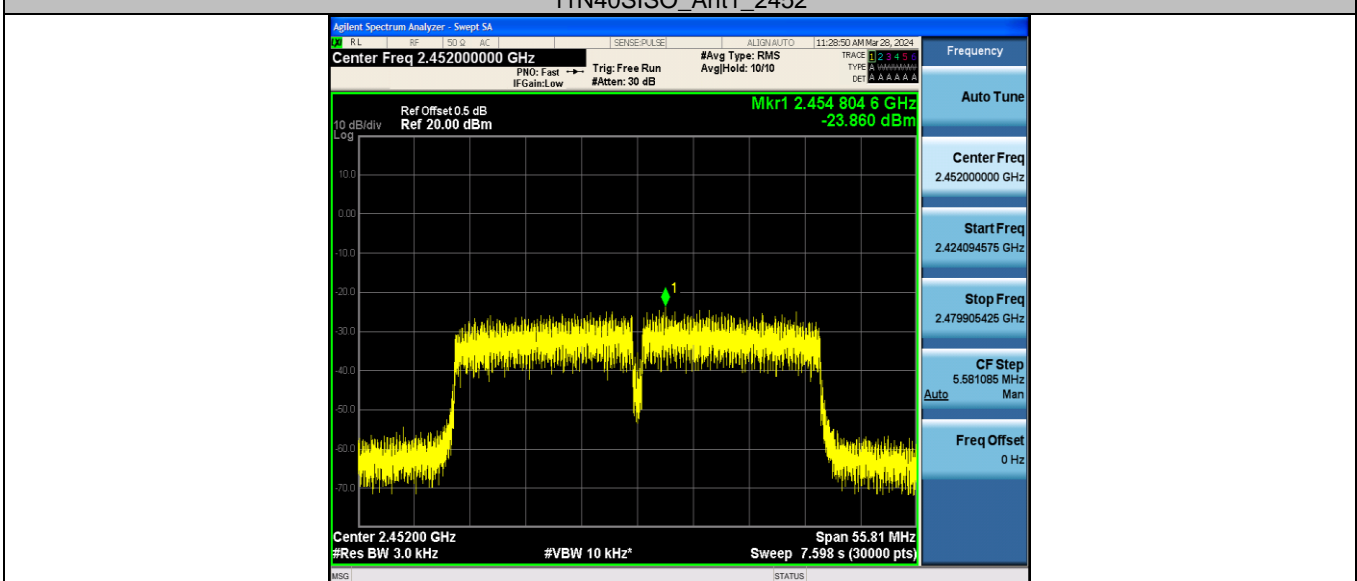 11N40SISO_Ant1_2452
Agilent Spectrum Analyzer - Swept SA
RL RF 50 Ω AC SENSE:PULSE ALIGNAUTO 11:28:50 AM Mar 28, 2024
Center Freq 2.452000000 GHz
PNO: Fast
IFGain:Low
Trig: Free Run
#Atten: 30 dB
#Avg Type: RMS
Avg|Hold: 10/10
TRACE 1 2 3 4 5 6
TYPE A WWWWW
DET A A A A A A
Mkr1 2.454 804 6 GHz
-23.860 dBm
Ref Offset 0.5 dB
10 dB/div Ref 20.00 dBm
Log
10.0
0.00
-10.0
-20.0
1
-30.0
-40.0
-50.0
-60.0
-70.0
Center 2.45200 GHz Span 55.81 MHz
#Res BW 3.0 kHz #VBW 10 kHz* Sweep 7.598 s (30000 pts)
MSG STATUS
Frequency
Auto Tune
Center Freq
2.452000000 GHz
Start Freq
2.424094575 GHz
Stop Freq
2.479905425 GHz
CF Step
5.581085 MHz
Auto Man
Freq Offset
0 Hz